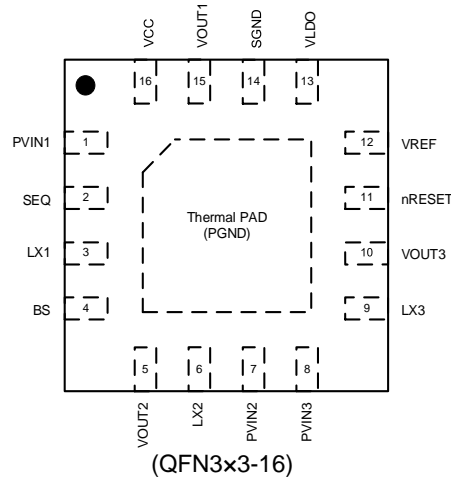 VCC
VOUT1
SGND
VLDO
16
15
14
13
PVIN1
1
12
VREF
SEQ
2
11
nRESET
Thermal PAD
(PGND)
LX1
3
10
VOUT3
BS
4
9
LX3
5
6
7
8
VOUT2
LX2
PVIN2
PVIN3
(QFN3×3-16)